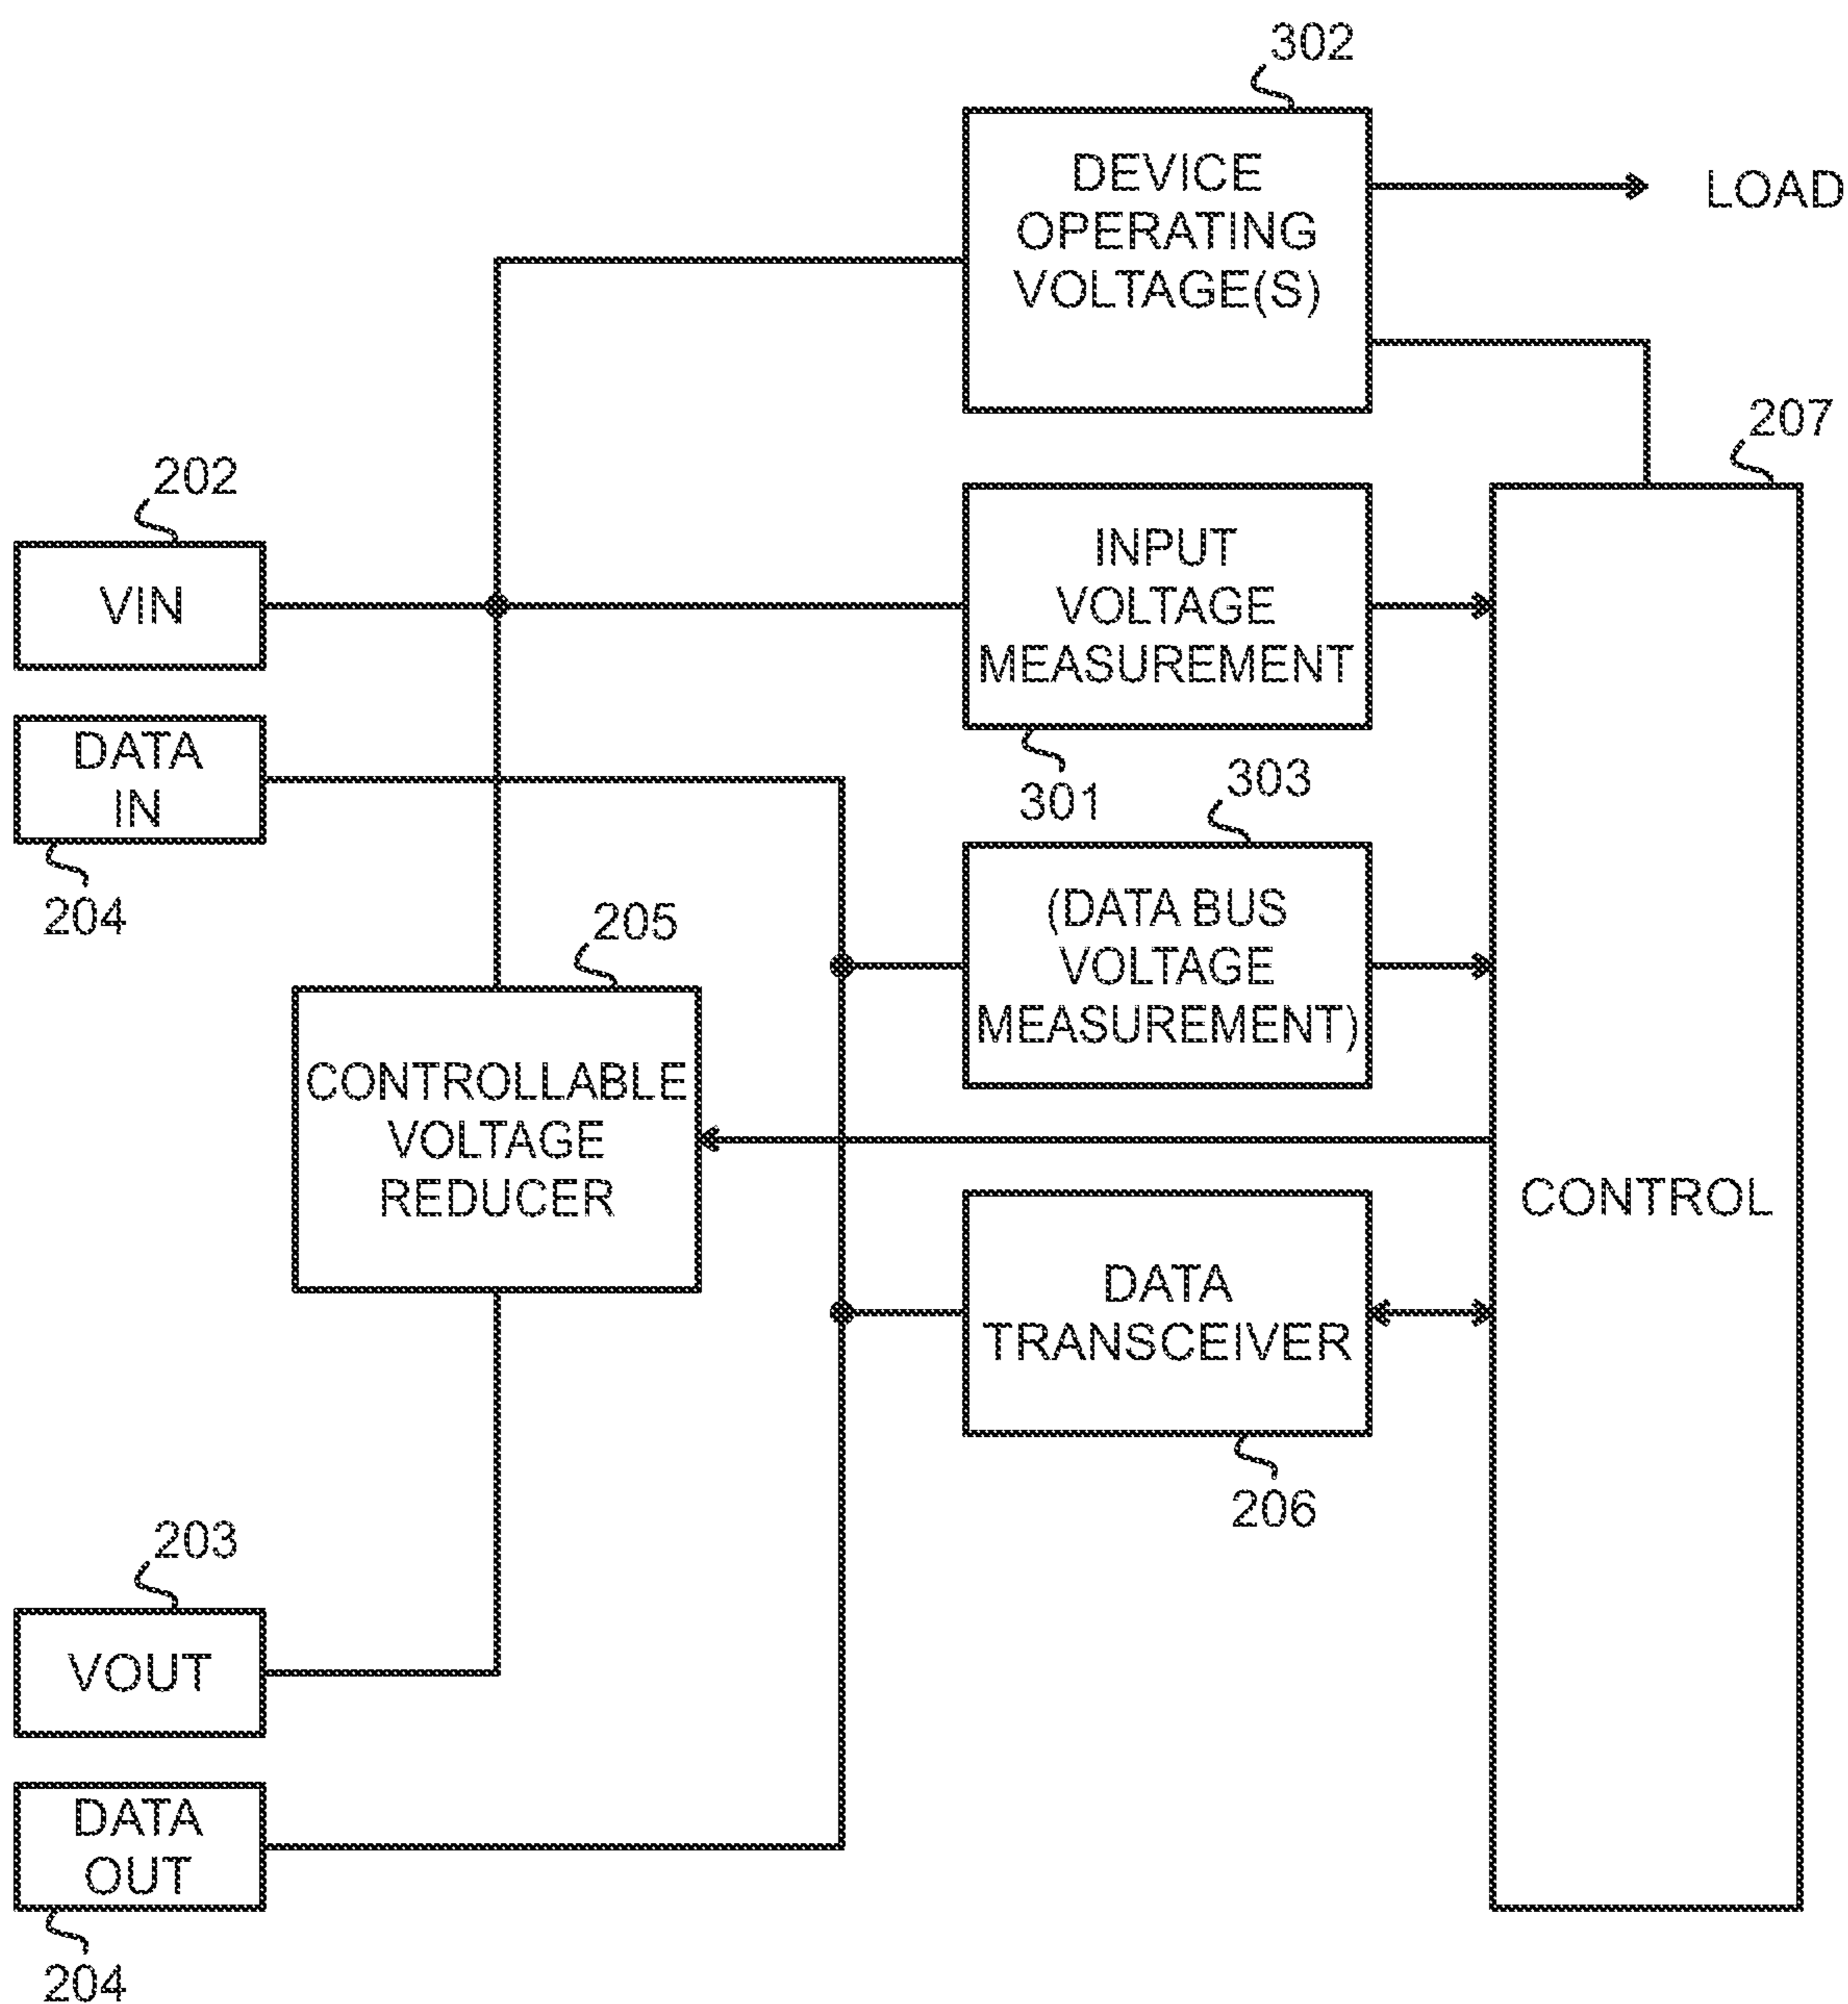 302
DEVICE
OPERATING
VOLTAGE(S)
LOAD
207
202
VIN
INPUT
VOLTAGE
MEASUREMENT
301
DATA
IN
204
303
(DATA BUS
VOLTAGE
MEASUREMENT)
205
CONTROLLABLE
VOLTAGE
REDUCER
CONTROL
DATA
TRANSCEIVER
206
203
VOUT
DATA
OUT
204